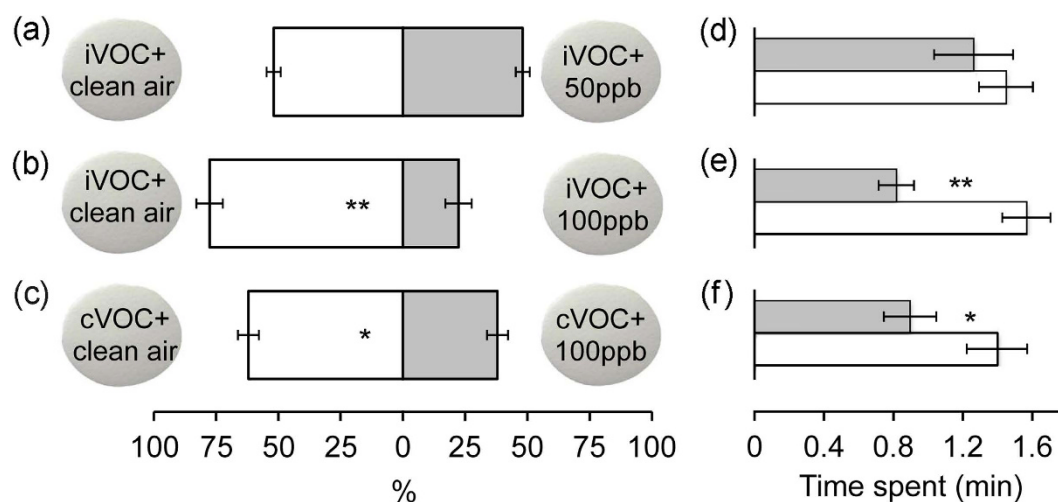 (a)
iVOC+
clean air
iVOC+
50ppb
(d)
(b)
iVOC+
clean air
**
iVOC+
100ppb
(e)
**
(c)
cVOC+
clean air
*
cVOC+
100ppb
(f)
*
100 75 50 25 0 25 50 75 100
%
0 0.4 0.8 1.2 1.6
Time spent (min)